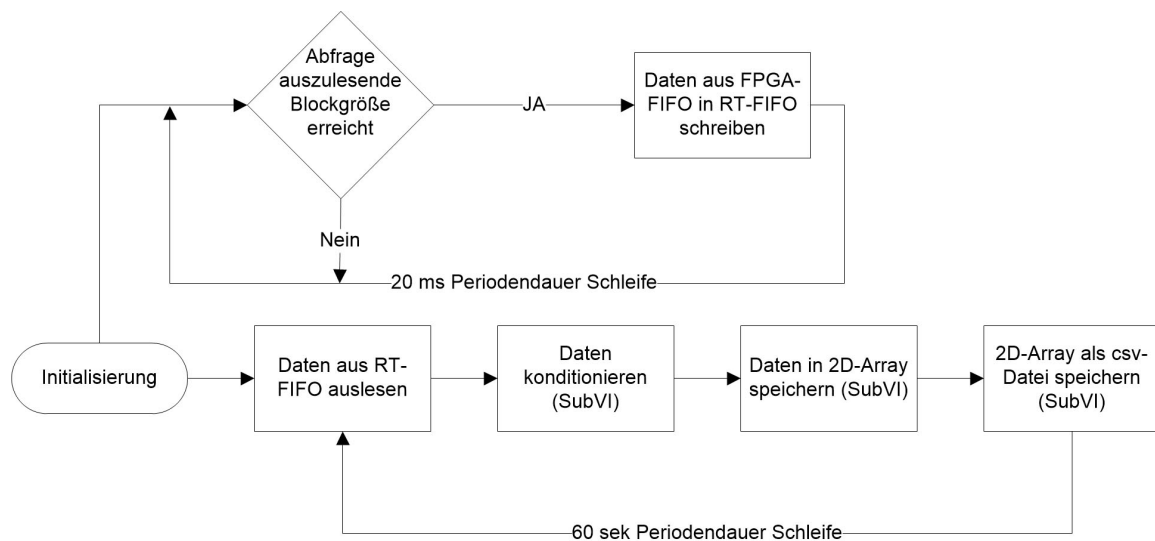 Abfrage
auszulesende
Blockgröße
erreicht
JA
Daten aus FPGA-
FIFO in RT-FIFO
schreiben
Nein
20 ms Periodendauer Schleife
Initialisierung
Daten aus RT-
FIFO auslesen
Daten
konditionieren
(SubVI)
Daten in 2D-Array
speichern (SubVI)
2D-Array als csv-
Datei speichern
(SubVI)
60 sek Periodendauer Schleife